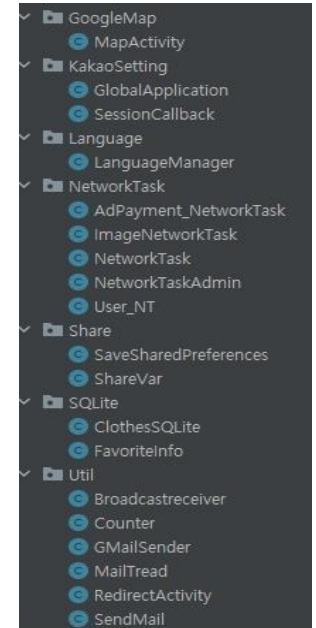 GoogleMap
MapActivity
KakaoSetting
GlobalApplication
SessionCallback
Language
LanguageManager
NetworkTask
AdPayment_NetworkTask
ImageNetworkTask
NetworkTask
NetworkTaskAdmin
User_NT
Share
SaveSharedPreferences
ShareVar
SQLite
ClothesSQLite
FavoriteInfo
Util
Broadcastreceiver
Counter
GMailSender
MailTread
RedirectActivity
SendMail